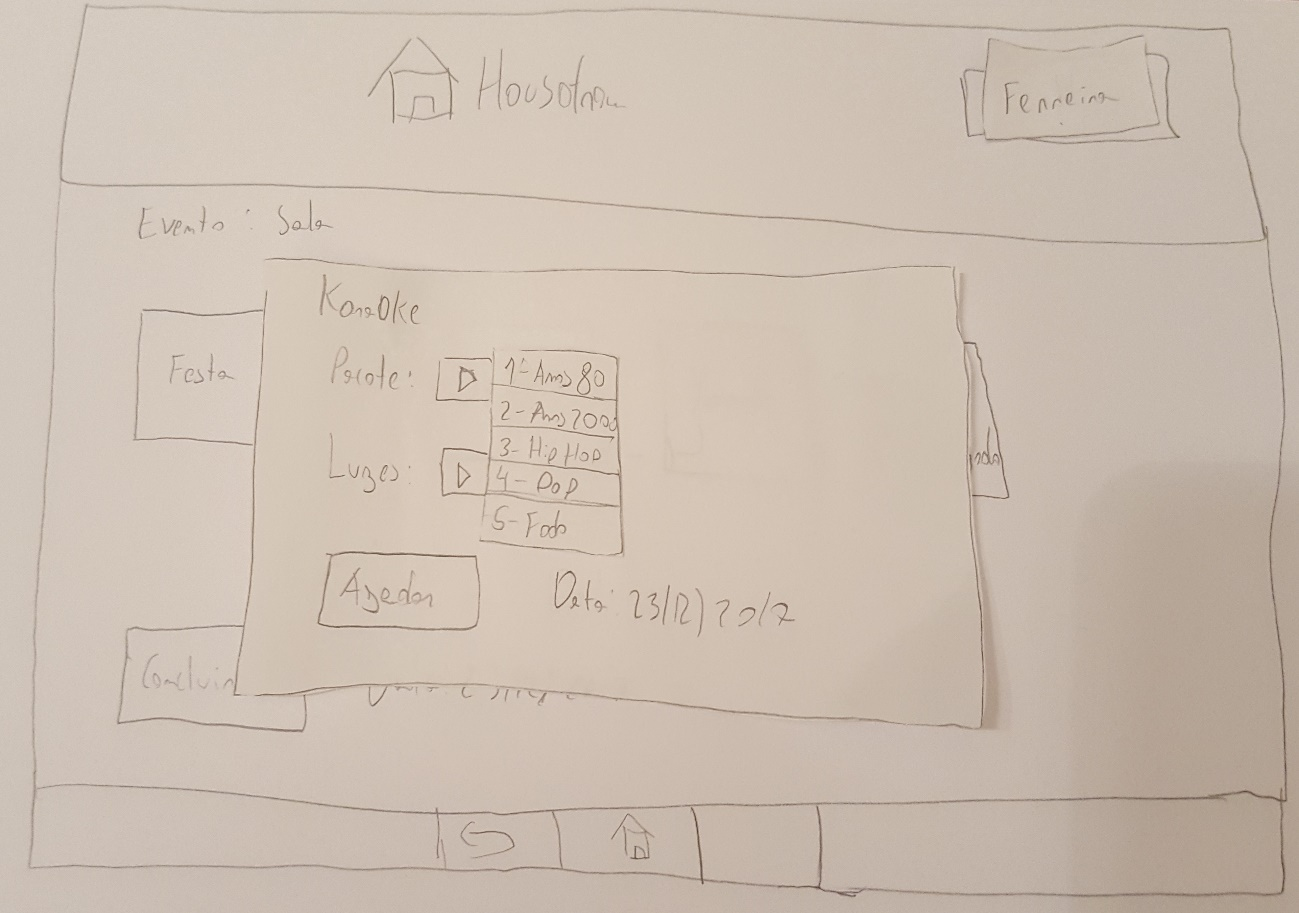 Ferreira
Evento: Sala
Karaoke
Festa
Pacote:
1-Anos 80
2-Anos 2000
3-Hip Hop
Luzes:
4-Pop
5-Fado
Agendar
Data: 23/12/2017
Concluir